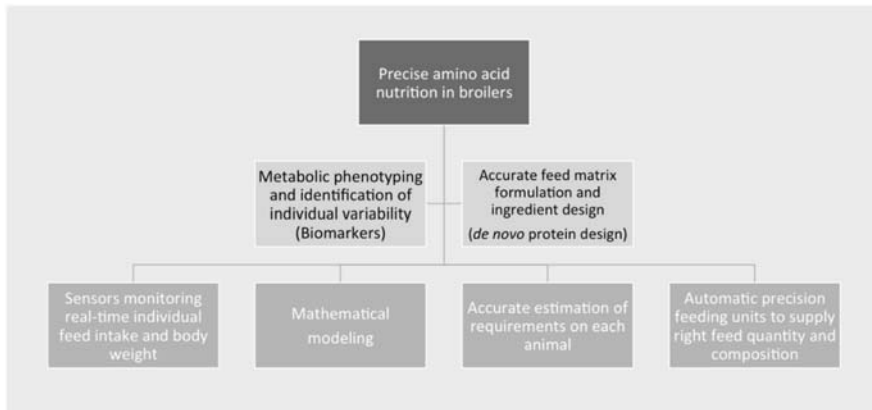 Precise amino acid
nutrition in broilers
Metabolic phenotyping
and identification of
individual variability
(Biomarkers)
Accurate feed matrix
formulation and
ingredient design
(de novo protein design)
Sensors monitoring
real-time individual
feed intake and body
weight
Mathematical
modeling
Accurate estimation of
requirements on each
animal
Automatic precision
feeding units to supply
right feed quantity and
composition